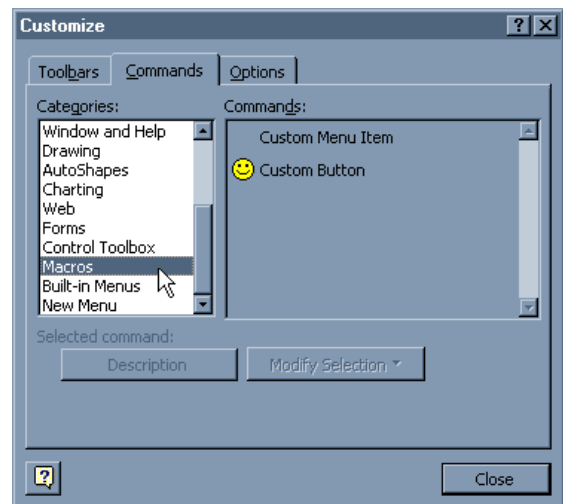 Customize
Toolbars Commands Options
Categories: Commands:
Window and Help
Drawing
AutoShapes
Charting
Web
Forms
Control Toolbox
Macros
Built-in Menus
New Menu
Custom Menu Item
Custom Button
Selected command:
Description Modify Selection
Close